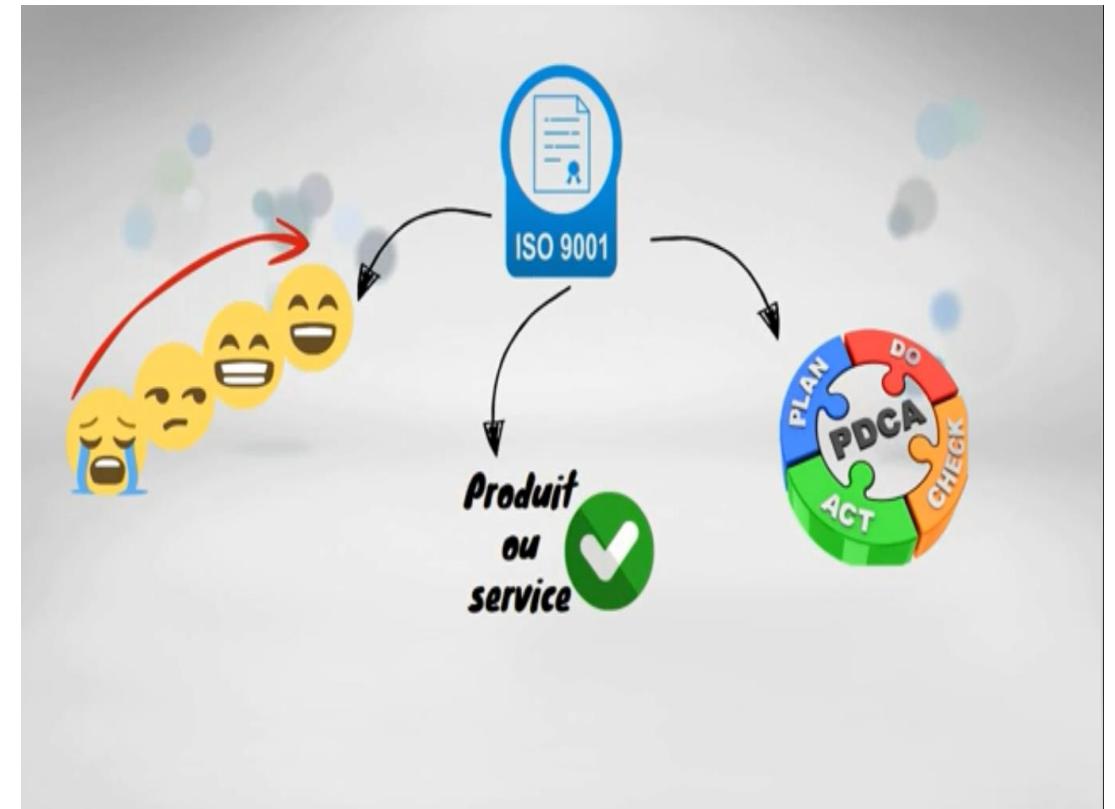 ISO 9001
PLAN
DO
PDCA
CHECK
ACT
Produit
ou
service